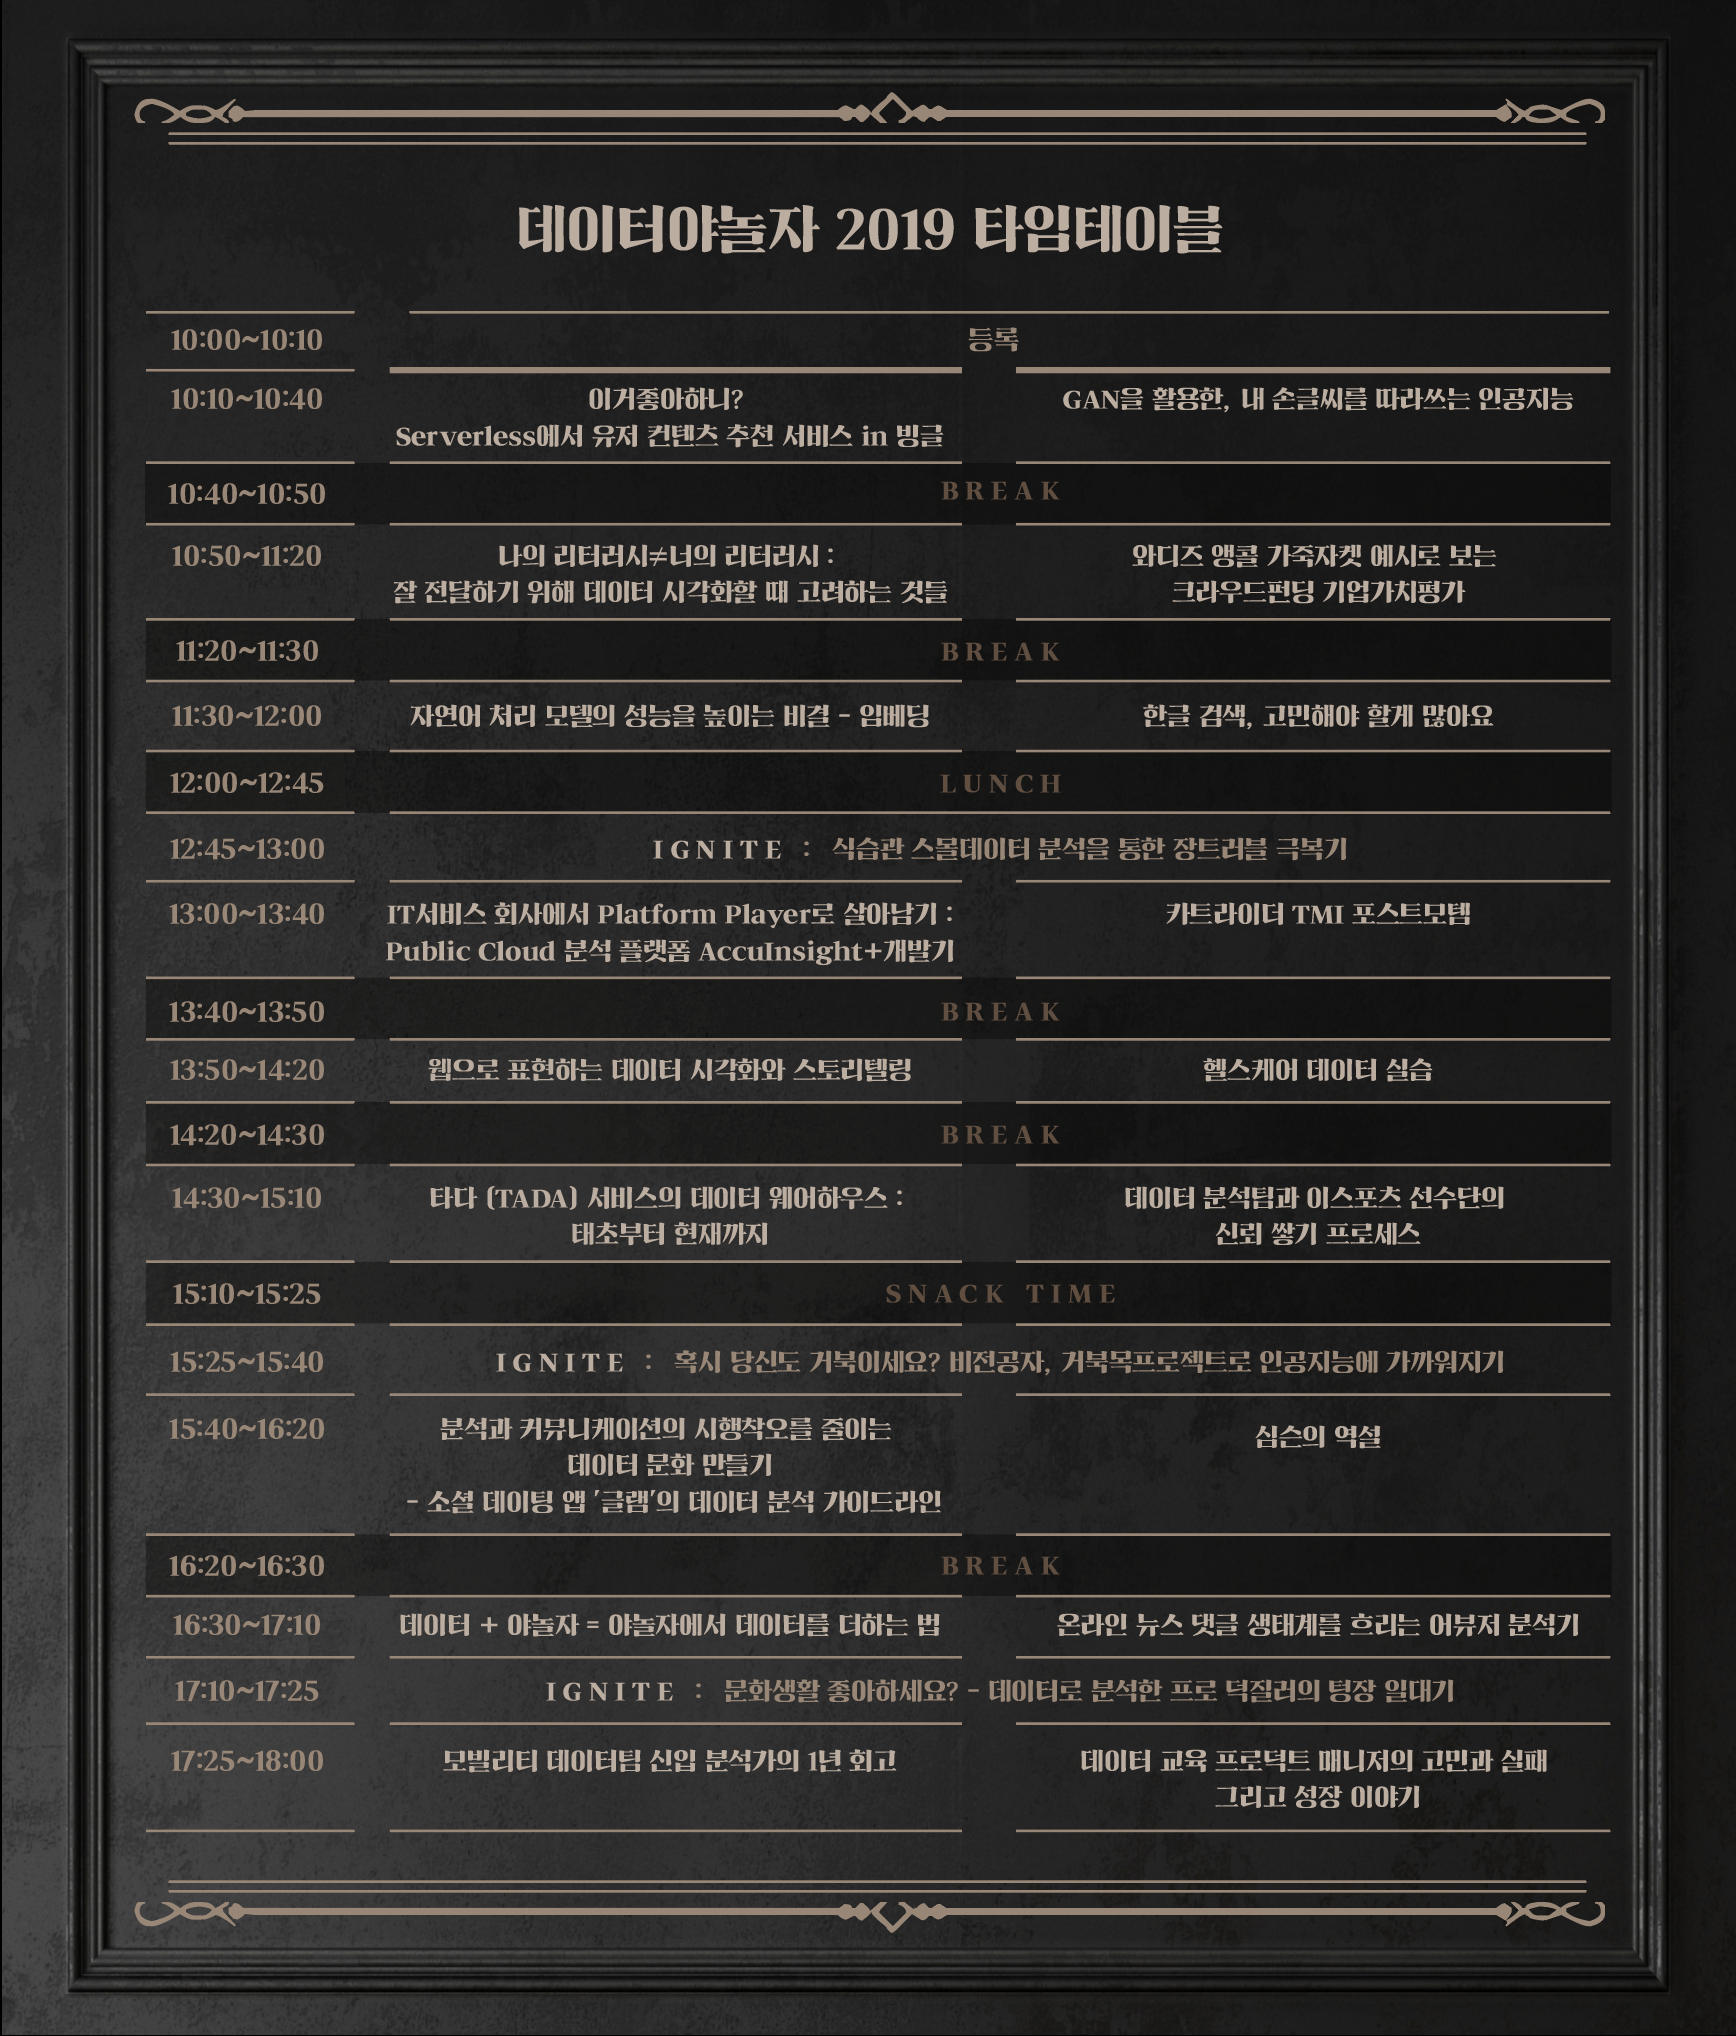 데이터야놀자 2019 타임테이블
10:00~10:10 등록
10:10~10:40 이거좋아하니? GAN을 활용한, 내 손글씨를 따라쓰는 인공지능
Serverless에서 유저 컨텐츠 추천 서비스 in 빙글
10:40~10:50 BREAK
10:50~11:20 나의 리터러시≠너의 리터러시 : 와디즈 앵콜 가죽자켓 예시로 보는
잘 전달하기 위해 데이터 시각화할 때 고려하는 것들 크라우드펀딩 기업가치평가
11:20~11:30 BREAK
11:30~12:00 자연어 처리 모델의 성능을 높이는 비결 - 임베딩 한글 검색, 고민해야 할게 많아요
12:00~12:45 LUNCH
12:45~13:00 IGNITE : 식습관 스몰데이터 분석을 통한 장트러블 극복기
13:00~13:40 IT서비스 회사에서 Platform Player로 살아남기 : 카트라이더 TMI 포스트모텀
Public Cloud 분석 플랫폼 AccuInsight+개발기
13:40~13:50 BREAK
13:50~14:20 웹으로 표현하는 데이터 시각화와 스토리텔링 헬스케어 데이터 실습
14:20~14:30 BREAK
14:30~15:10 타다 (TADA) 서비스의 데이터 웨어하우스 : 데이터 분석팀과 이스포츠 선수단의
태초부터 현재까지 신뢰 쌓기 프로세스
15:10~15:25 SNACK TIME
15:25~15:40 IGNITE : 혹시 당신도 거북이세요? 비전공자, 거북목프로젝트로 인공지능에 가까워지기
15:40~16:20 분석과 커뮤니케이션의 시행착오를 줄이는 심슨의 역설
데이터 문화 만들기
- 소셜 데이팅 앱 '글램'의 데이터 분석 가이드라인
16:20~16:30 BREAK
16:30~17:10 데이터 + 야놀자 = 야놀자에서 데이터를 더하는 법 온라인 뉴스 댓글 생태계를 흐리는 어뷰저 분석기
17:10~17:25 IGNITE : 문화생활 좋아하세요? - 데이터로 분석한 프로 덕질러의 텅장 일대기
17:25~18:00 모빌리티 데이터팀 신입 분석가의 1년 회고 데이터 교육 프로덕트 매니저의 고민과 실패
그리고 성장 이야기